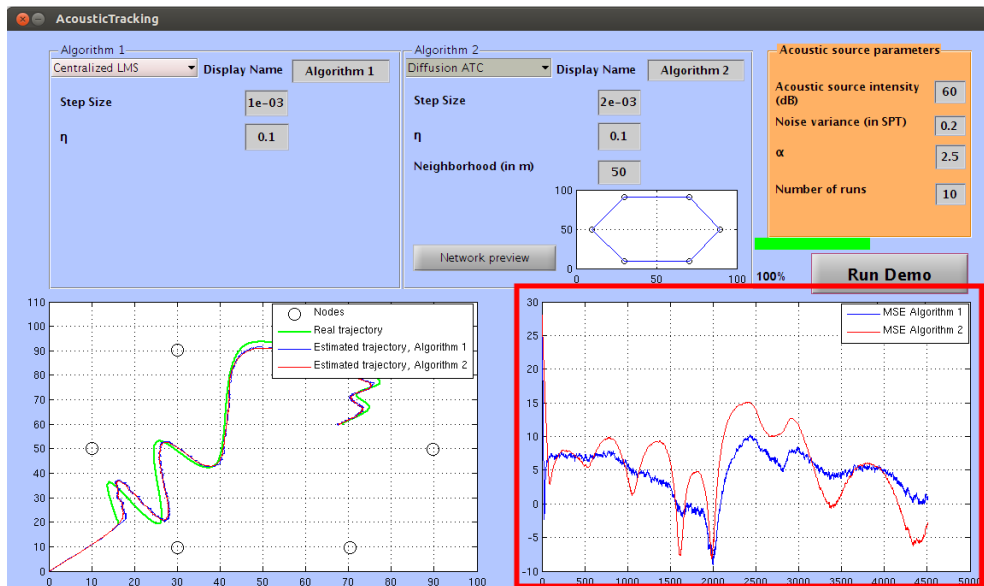 AcousticTracking
Algorithm 1
Centralized LMS
Display Name
Algorithm 1
Step Size
1e-03
η
0.1
Algorithm 2
Diffusion ATC
Display Name
Algorithm 2
Step Size
2e-03
η
0.1
Neighborhood (in m)
50
100
50
0
0
50
100
Network preview
Acoustic source parameters
Acoustic source intensity
(dB)
60
Noise variance (in SPT)
0.2
α
2.5
Number of runs
10
100%
Run Demo
110
100
90
80
70
60
50
40
30
20
10
0
0
10
20
30
40
50
60
70
80
90
100
Nodes
Real trajectory
Estimated trajectory, Algorithm 1
Estimated trajectory, Algorithm 2
30
25
20
15
10
5
0
-5
-10
0
500
1000
1500
2000
2500
3000
3500
4000
4500
5000
MSE Algorithm 1
MSE Algorithm 2